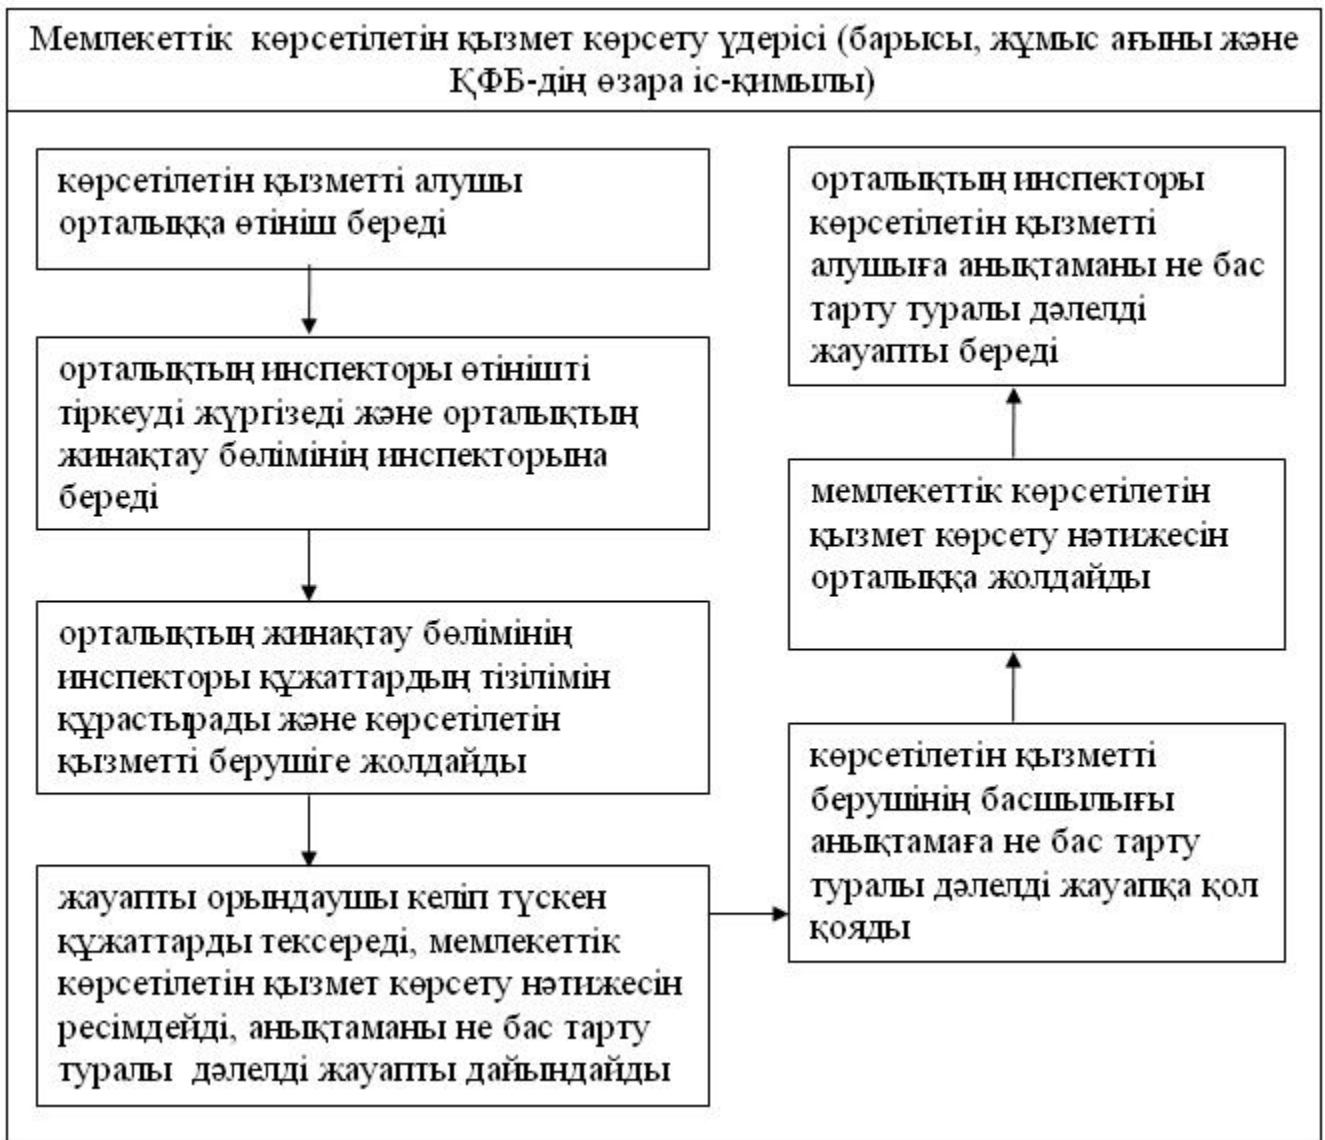 Мемлекеттік көрсетілетін қызмет көрсету үдерісі (барысы, жұмыс ағыны және
ҚФБ-дің өзара іс-қимылы)
көрсетілетін қызметті алушы
орталыққа өтініш береді
орталықтың инспекторы өтінішті
тіркеуді жүргізеді және орталықтың
жинақтау бөлімінің инспекторына
береді
орталықтың жинақтау бөлімінің
инспекторы құжаттардың тізілімін
құрастырады және көрсетілетін
қызметті берушіге жолдайды
жауапты орындаушы келіп түскен
құжаттарды тексереді, мемлекеттік
көрсетілетін қызмет көрсету нәтижесін
ресімдейді, анықтаманы не бас тарту
туралы дәлелді жауапты дайындайды
көрсетілетін қызметті
берушінің басшылығы
анықтамаға не бас тарту
туралы дәлелді жауапқа қол
қояды
мемлекеттік көрсетілетін
қызмет көрсету нәтижесін
орталыққа жолдайды
орталықтың инспекторы
көрсетілетін қызметті
алушыға анықтаманы не бас
тарту туралы дәлелді
жауапты береді